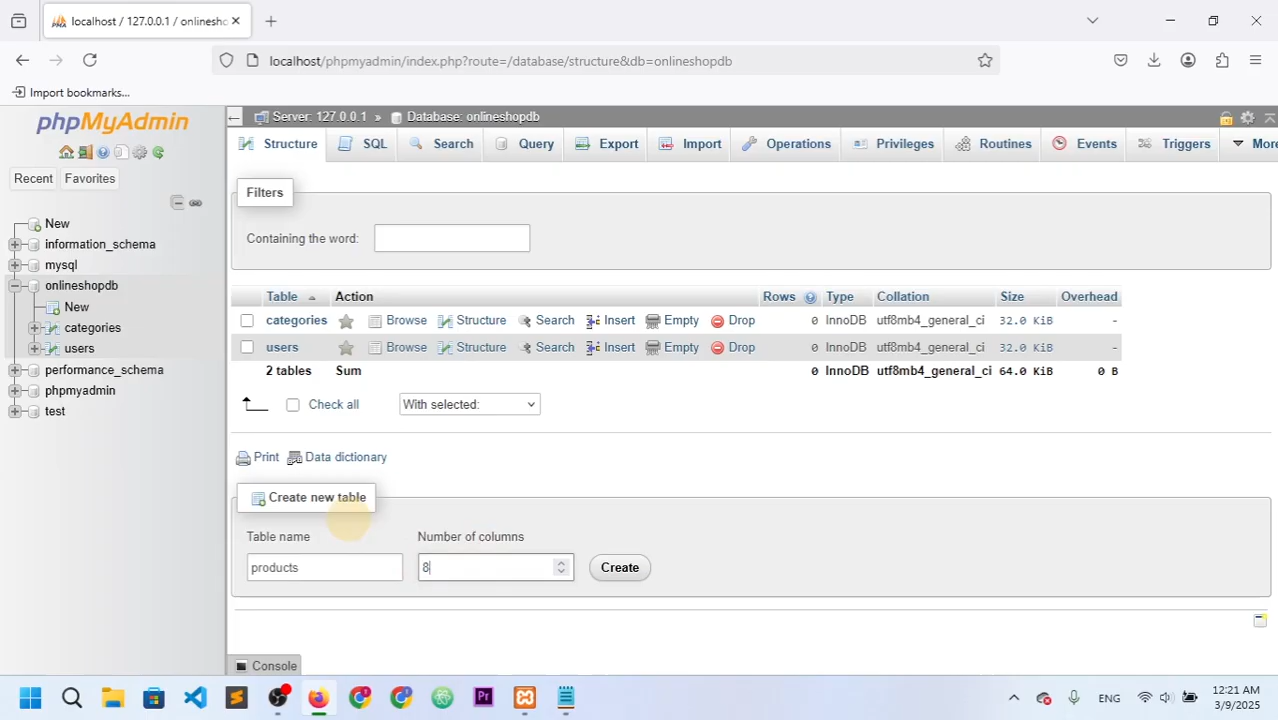 localhost / 127.0.0.1 / onlinesho
localhost/phpmyadmin/index.php?route=/database/structure&db=onlineshopdb
Import bookmarks...
phpMyAdmin
Recent Favorites
New
information_schema
mysql
onlineshopdb
New
categories
users
performance_schema
phpmyadmin
test
Server: 127.0.0.1 » Database: onlineshopdb
Structure SQL Search Query Export Import Operations Privileges Routines Events Triggers More
Filters
Containing the word:
Table Action Rows Type Collation Size Overhead
categories Browse Structure Search Insert Empty Drop 0 InnoDB utf8mb4_general_ci 32.0 KiB -
users Browse Structure Search Insert Empty Drop 0 InnoDB utf8mb4_general_ci 32.0 KiB -
2 tables Sum 0 InnoDB utf8mb4_general_ci 64.0 KiB 0 B
Check all With selected:
Print Data dictionary
Create new table
Table name Number of columns
products 8 Create
Console
ENG 12:21 AM
3/9/2025